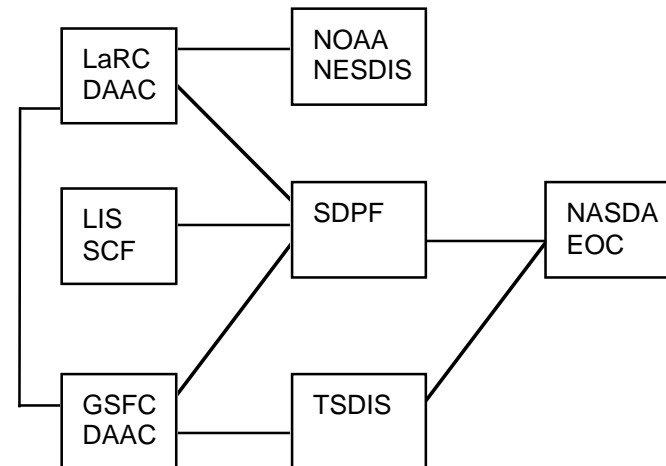 LaRC
DAAC
NOAA
NESDIS
LIS
SCF
SDPF
NASDA
EOC
GSFC
DAAC
TSDIS